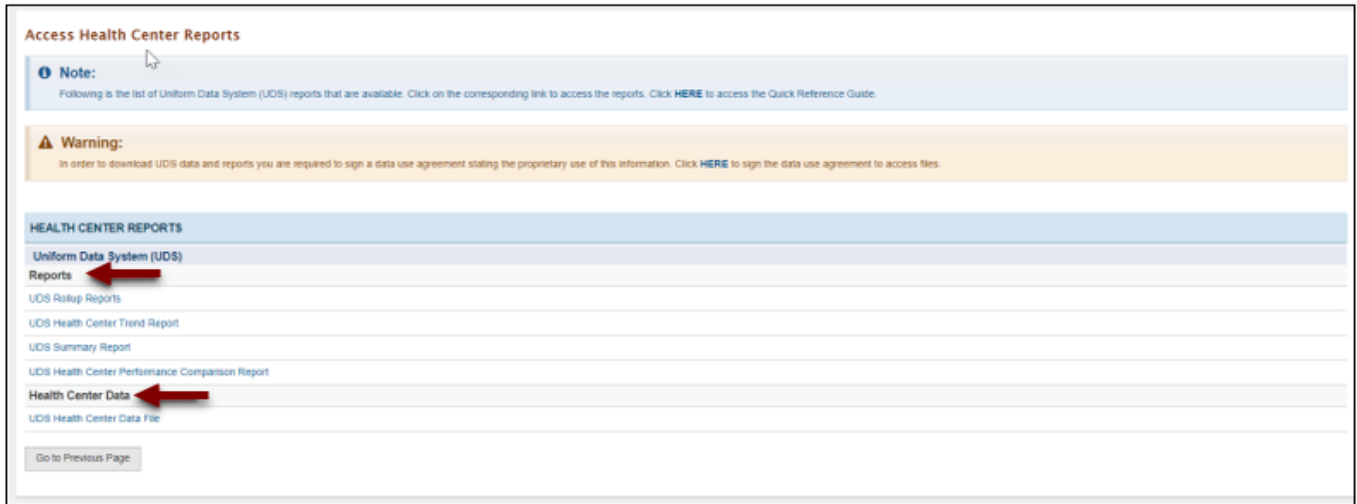 Access Health Center Reports
Note:
Following is the list of Uniform Data System (UDS) reports that are available. Click on the corresponding link to access the reports. Click HERE to access the Quick Reference Guide.
Warning:
In order to download UDS data and reports you are required to sign a data use agreement stating the proprietary use of this information. Click HERE to sign the data use agreement to access files.
HEALTH CENTER REPORTS
Uniform Data System (UDS)
Reports
UDS Rollup Reports
UDS Health Center Trend Report
UDS Summary Report
UDS Health Center Performance Comparison Report
Health Center Data
UDS Health Center Data File
Go to Previous Page